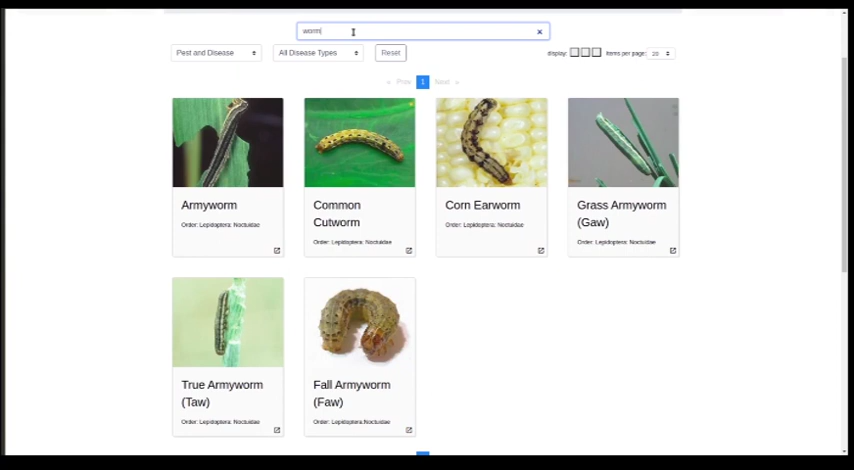 worm
×
Pest and Disease
All Disease Types
Reset
display:
items per page:
20
« Prev 1 Next »
Armyworm
Order: Lepidoptera: Noctuidae
Common
Cutworm
Order: Lepidoptera: Noctuidae
Corn Earworm
Order: Lepidoptera: Noctuidae
Grass Armyworm
(Gaw)
Order: Lepidoptera: Noctuidae
True Armyworm
(Taw)
Order: Lepidoptera: Noctuidae
Fall Armyworm
(Faw)
Order: Lepidoptera:Noctuidae